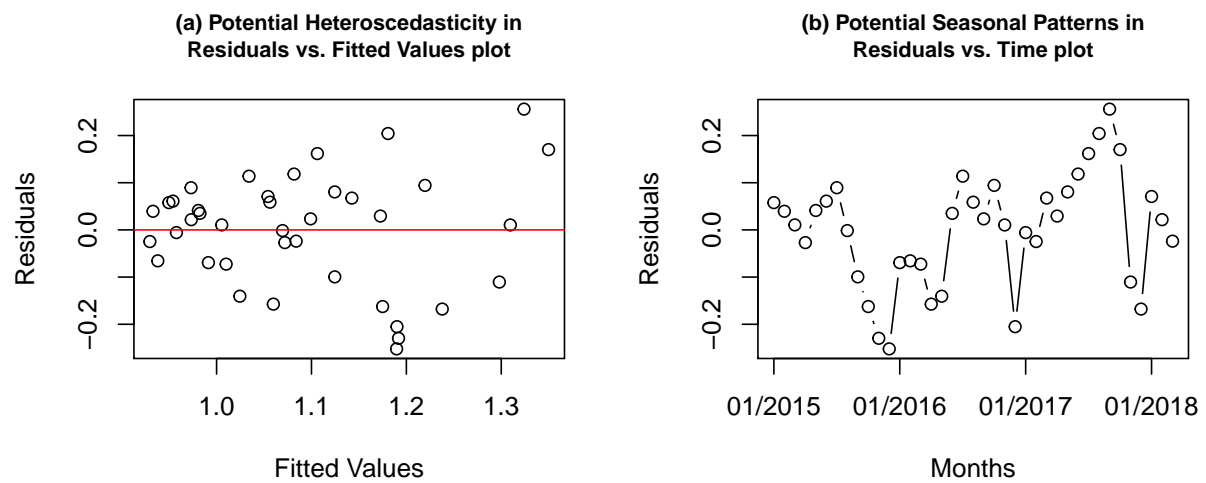 (a) Potential Heteroscedasticity in
Residuals vs. Fitted Values plot
Residuals
0.2
0.0
−0.2
1.0 1.1 1.2 1.3
Fitted Values
(b) Potential Seasonal Patterns in
Residuals vs. Time plot
Residuals
0.2
0.0
−0.2
01/2015 01/2016 01/2017 01/2018
Months